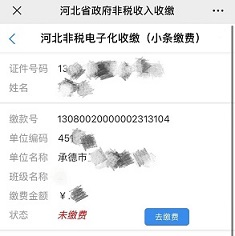 河北省政府非税收入收缴
河北非税电子化收缴（小条缴费）
证件号码 13
姓名
缴款号 13080020000002313104
单位编码 451
单位名称 承德市
班级名称
缴费金额 ¥
状态 未缴费 去缴费